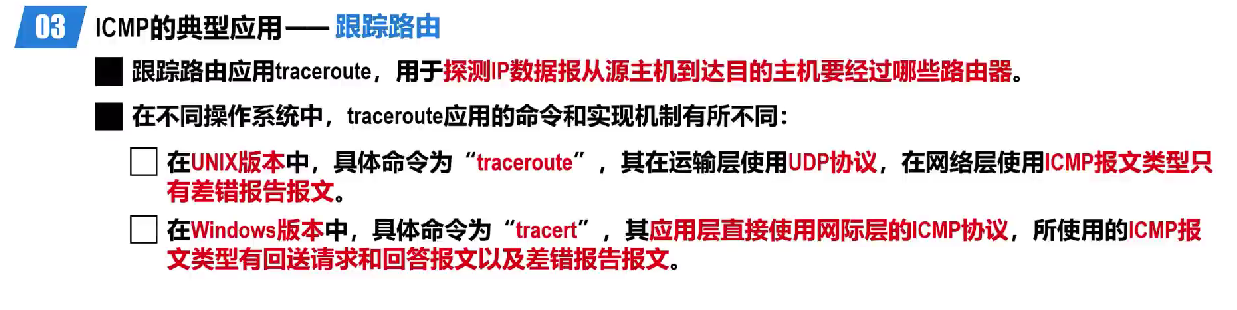 03 ICMP的典型应用——跟踪路由
跟踪路由应用traceroute，用于探测IP数据报从源主机到达目的主机要经过哪些路由器。
在不同操作系统中，traceroute应用的命令和实现机制有所不同：
在UNIX版本中，具体命令为“traceroute”，其在运输层使用UDP协议，在网络层使用ICMP报文类型只
有差错报告报文。
在Windows版本中，具体命令为“tracert”，其应用层直接使用网际层的ICMP协议，所使用的ICMP报
文类型有回送请求和回答报文以及差错报告报文。